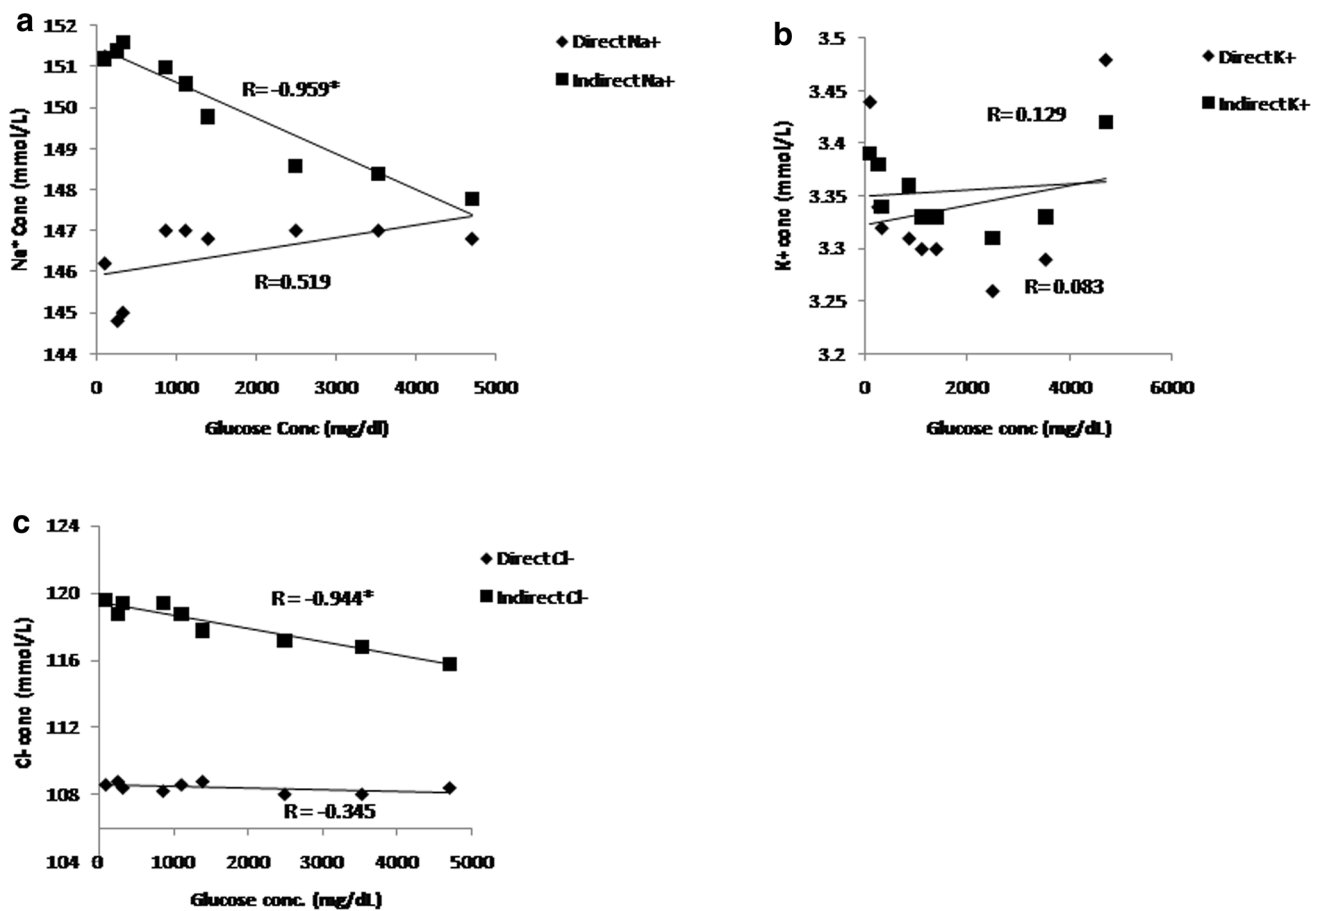 a
152
151
150
149
148
147
146
145
144
Na⁺ Conc (mmol/L)
R= -0.959*
R=0.519
Direct Na+
Indirect Na+
0 1000 2000 3000 4000 5000
Glucose Conc (mg/dl)
b
3.5
3.45
3.4
3.35
3.3
3.25
3.2
K+ conc (mmol/L)
R= 0.129
R= 0.083
Direct K+
Indirect K+
0 2000 4000 6000
Glucose conc (mg/dL)
c
124
120
116
112
108
104
Cl- conc (mmol/L)
R = -0.944*
R = -0.345
Direct Cl-
Indirect Cl-
0 1000 2000 3000 4000 5000
Glucose conc. (mg/dL)